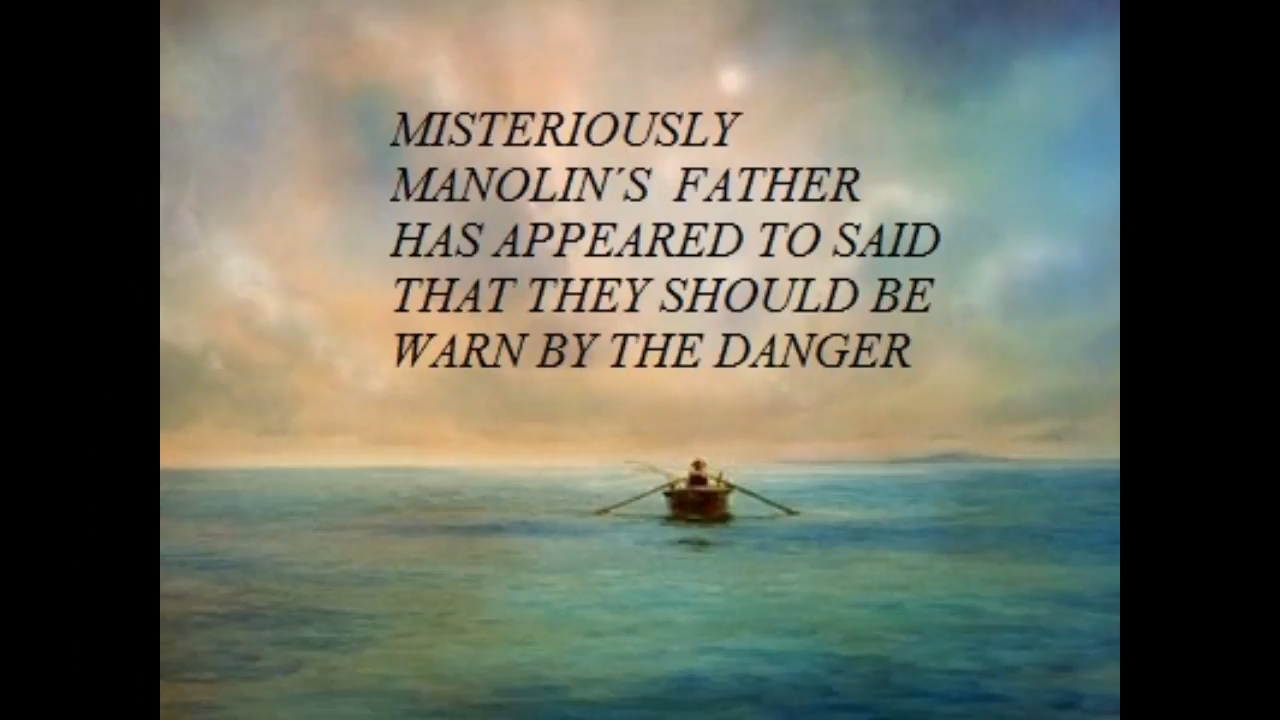 MISTERIOUSLY
MANOLIN´S FATHER
HAS APPEARED TO SAID
THAT THEY SHOULD BE
WARN BY THE DANGER